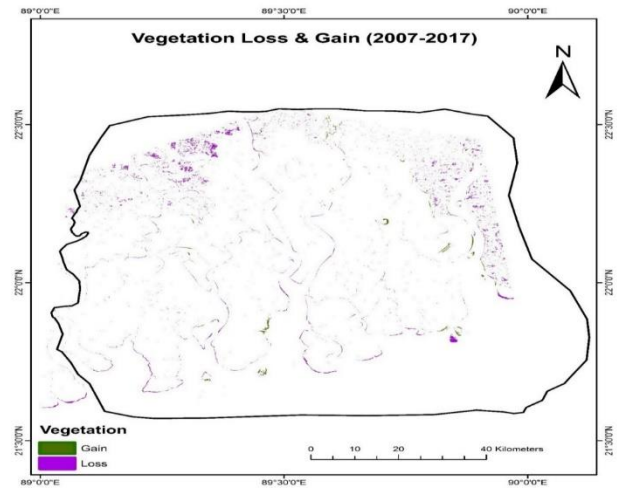 89°0'0"E 89°30'0"E 90°0'0"E
Vegetation Loss & Gain (2007-2017)
N
22°30'0"N 22°30'0"N
22°0'0"N 22°0'0"N
21°30'0"N 21°30'0"N
Vegetation
Gain
Loss
0 10 20 40 Kilometers
89°0'0"E 89°30'0"E 90°0'0"E